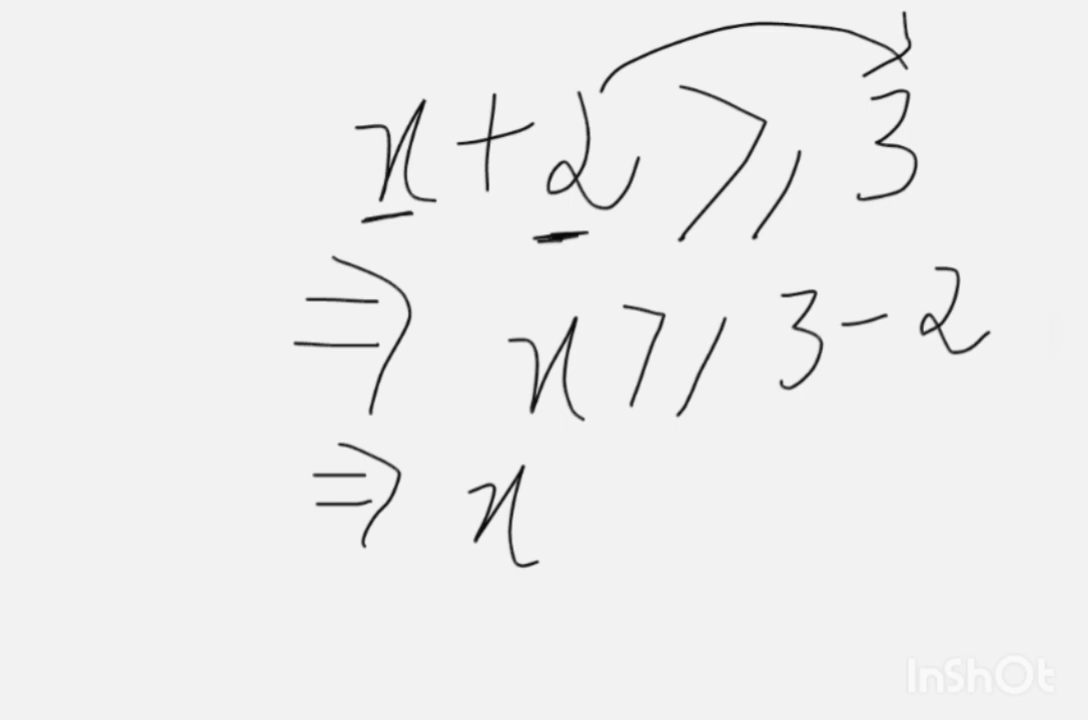 x + 2 ⩾ 3
⇒ x ⩾ 3 - 2
⇒ x
InShOt